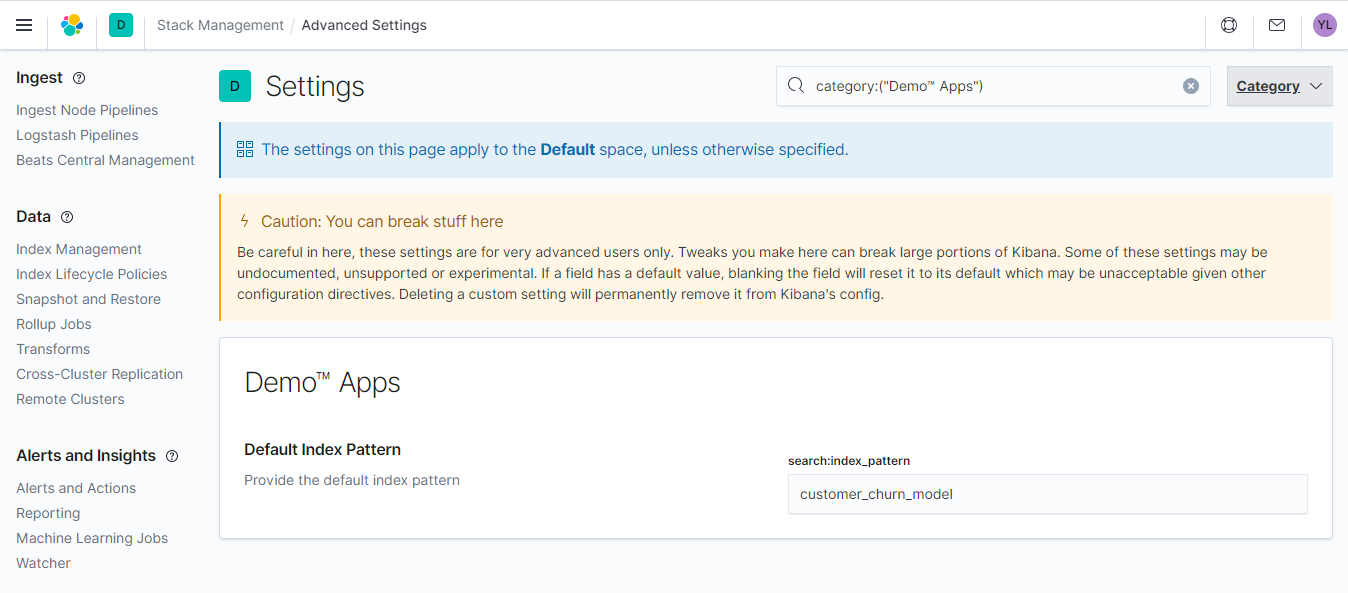 D
Stack Management / Advanced Settings
YL
Ingest
Ingest Node Pipelines
Logstash Pipelines
Beats Central Management
Data
Index Management
Index Lifecycle Policies
Snapshot and Restore
Rollup Jobs
Transforms
Cross-Cluster Replication
Remote Clusters
Alerts and Insights
Alerts and Actions
Reporting
Machine Learning Jobs
Watcher
D Settings
category:("Demo™ Apps")
Category
The settings on this page apply to the Default space, unless otherwise specified.
Caution: You can break stuff here
Be careful in here, these settings are for very advanced users only. Tweaks you make here can break large portions of Kibana. Some of these settings may be
undocumented, unsupported or experimental. If a field has a default value, blanking the field will reset it to its default which may be unacceptable given other
configuration directives. Deleting a custom setting will permanently remove it from Kibana's config.
Demo™ Apps
Default Index Pattern
Provide the default index pattern
search:index_pattern
customer_churn_model